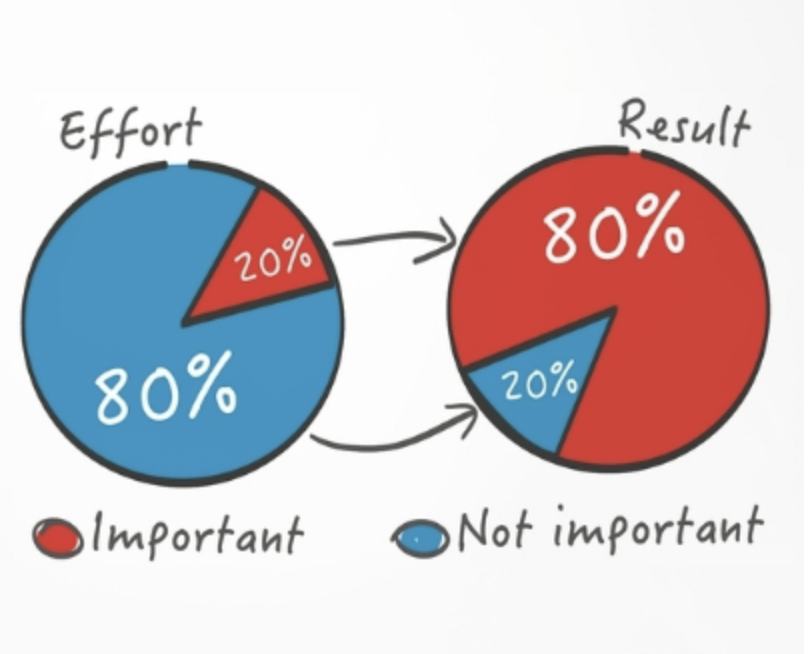 Effort
Result
20%
80%
80%
20%
Important
Not important